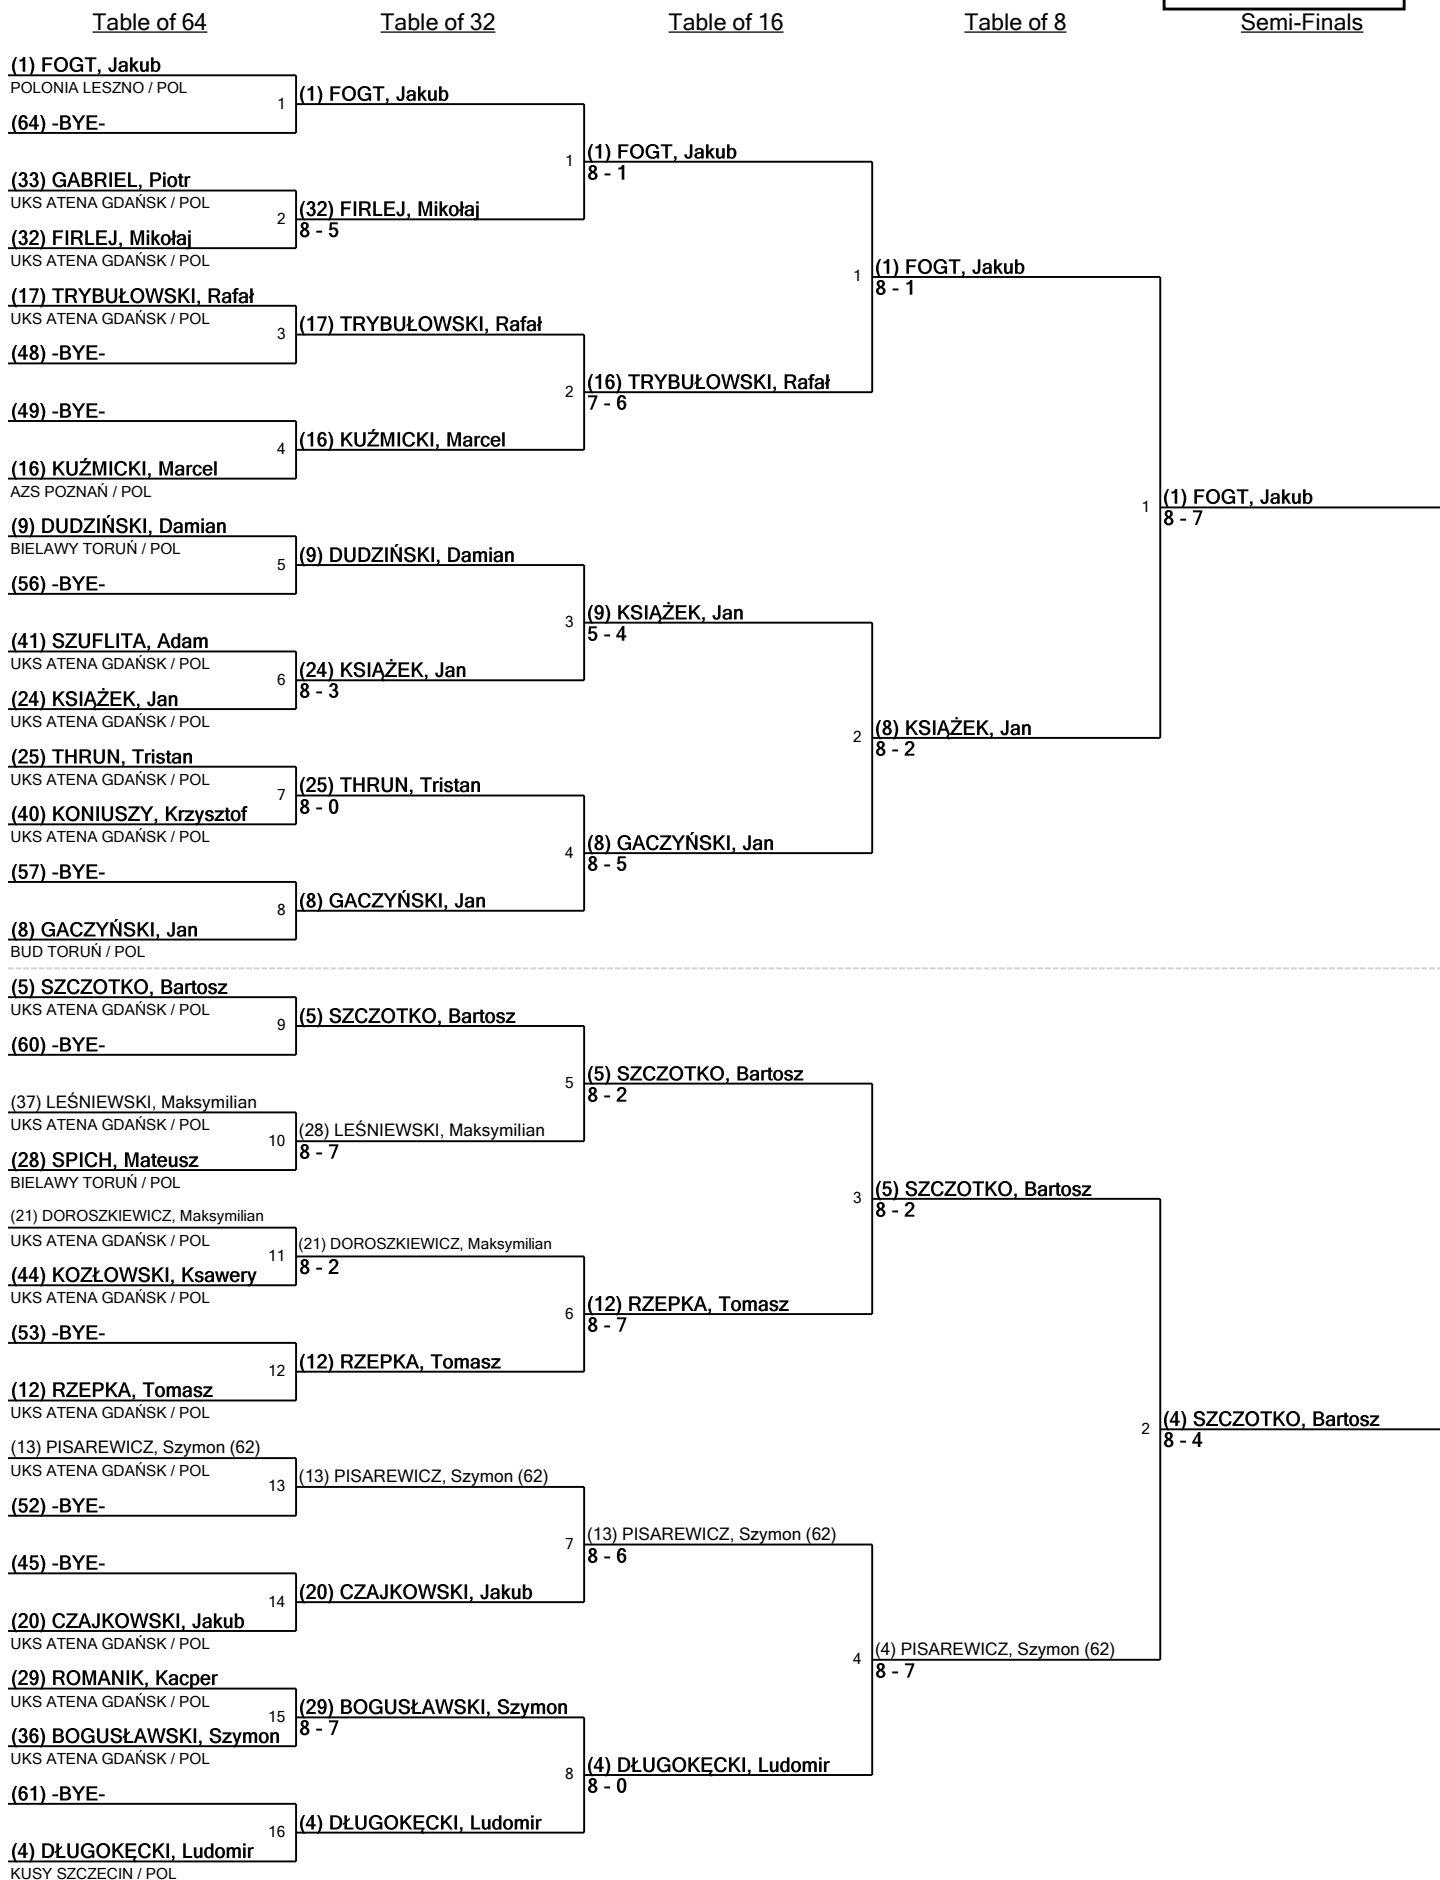 Table of 64
Table of 32
Table of 16
Table of 8
Semi-Finals
(1) FOGT, Jakub
POLONIA LESZNO / POL
1
(64) -BYE-
(33) GABRIEL, Piotr
UKS ATENA GDAŃSK / POL
2
(32) FIRLEJ, Mikołaj
UKS ATENA GDAŃSK / POL
(17) TRYBUŁOWSKI, Rafał
UKS ATENA GDAŃSK / POL
3
(48) -BYE-
(49) -BYE-
4
(16) KUŹMICKI, Marcel
AZS POZNAŃ / POL
(9) DUDZIŃSKI, Damian
BIELAWY TORUŃ / POL
5
(56) -BYE-
(41) SZUFLITA, Adam
UKS ATENA GDAŃSK / POL
6
(24) KSIĄŻEK, Jan
UKS ATENA GDAŃSK / POL
(25) THRUN, Tristan
UKS ATENA GDAŃSK / POL
7
(40) KONIUSZY, Krzysztof
UKS ATENA GDAŃSK / POL
(57) -BYE-
8
(8) GACZYŃSKI, Jan
BUD TORUŃ / POL
(5) SZCZOTKO, Bartosz
UKS ATENA GDAŃSK / POL
9
(60) -BYE-
(37) LEŚNIEWSKI, Maksymilian
UKS ATENA GDAŃSK / POL
10
(28) SPICH, Mateusz
BIELAWY TORUŃ / POL
(21) DOROSZKIEWICZ, Maksymilian
UKS ATENA GDAŃSK / POL
11
(44) KOZŁOWSKI, Ksawery
UKS ATENA GDAŃSK / POL
(53) -BYE-
12
(12) RZEPKA, Tomasz
UKS ATENA GDAŃSK / POL
(13) PISAREWICZ, Szymon (62)
UKS ATENA GDAŃSK / POL
13
(52) -BYE-
(45) -BYE-
14
(20) CZAJKOWSKI, Jakub
UKS ATENA GDAŃSK / POL
(29) ROMANIK, Kacper
UKS ATENA GDAŃSK / POL
15
(36) BOGUSŁAWSKI, Szymon
UKS ATENA GDAŃSK / POL
(61) -BYE-
16
(4) DŁUGOKĘCKI, Ludomir
KUSY SZCZECIN / POL
(1) FOGT, Jakub
1
(32) FIRLEJ, Mikołaj
8 - 5
(17) TRYBUŁOWSKI, Rafał
2
(16) KUŹMICKI, Marcel
(9) DUDZIŃSKI, Damian
3
(24) KSIĄŻEK, Jan
8 - 3
(25) THRUN, Tristan
8 - 0
4
(8) GACZYŃSKI, Jan
(5) SZCZOTKO, Bartosz
5
(28) LEŚNIEWSKI, Maksymilian
8 - 7
(21) DOROSZKIEWICZ, Maksymilian
8 - 2
6
(12) RZEPKA, Tomasz
(13) PISAREWICZ, Szymon (62)
7
(20) CZAJKOWSKI, Jakub
(29) BOGUSŁAWSKI, Szymon
8 - 7
8
(4) DŁUGOKĘCKI, Ludomir
(1) FOGT, Jakub
8 - 1
1
(16) TRYBUŁOWSKI, Rafał
7 - 6
(9) KSIĄŻEK, Jan
5 - 4
2
(8) GACZYŃSKI, Jan
8 - 5
(5) SZCZOTKO, Bartosz
8 - 2
3
(12) RZEPKA, Tomasz
8 - 7
(13) PISAREWICZ, Szymon (62)
8 - 6
4
(4) DŁUGOKĘCKI, Ludomir
8 - 0
(1) FOGT, Jakub
8 - 1
1
(8) KSIĄŻEK, Jan
8 - 2
(5) SZCZOTKO, Bartosz
8 - 2
2
(4) PISAREWICZ, Szymon (62)
8 - 7
(1) FOGT, Jakub
8 - 7
(4) SZCZOTKO, Bartosz
8 - 4